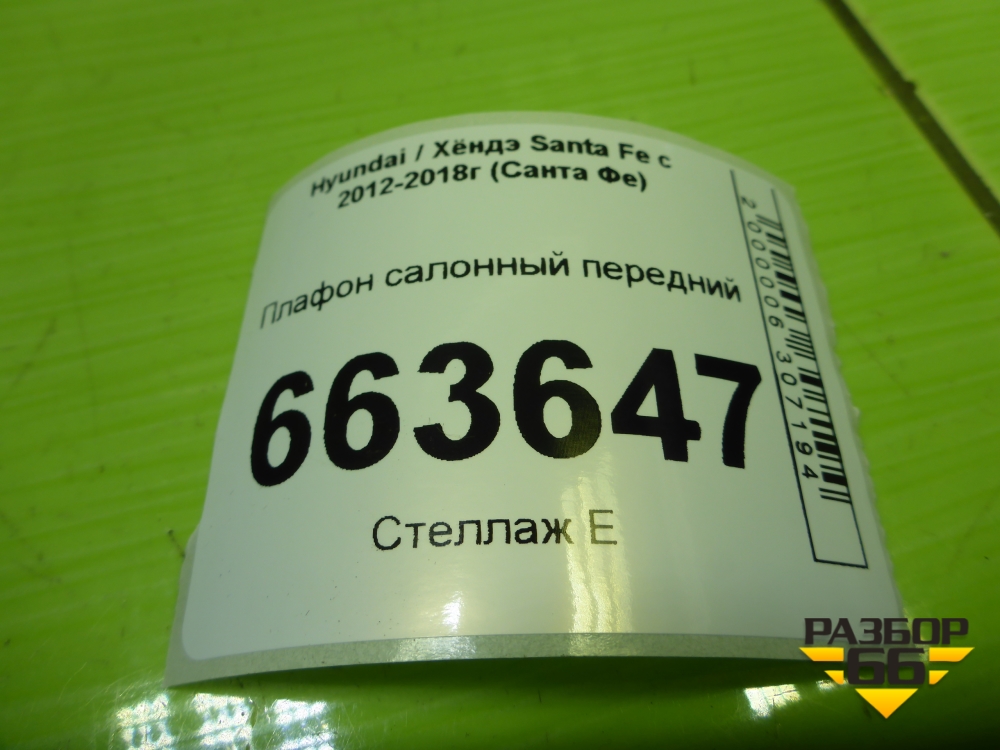 Hyundai / Хёндэ Santa Fe с
2012-2018г (Санта Фе)
Плафон салонный передний
663647
Стеллаж Е
2000006307194
РАЗБОР
66